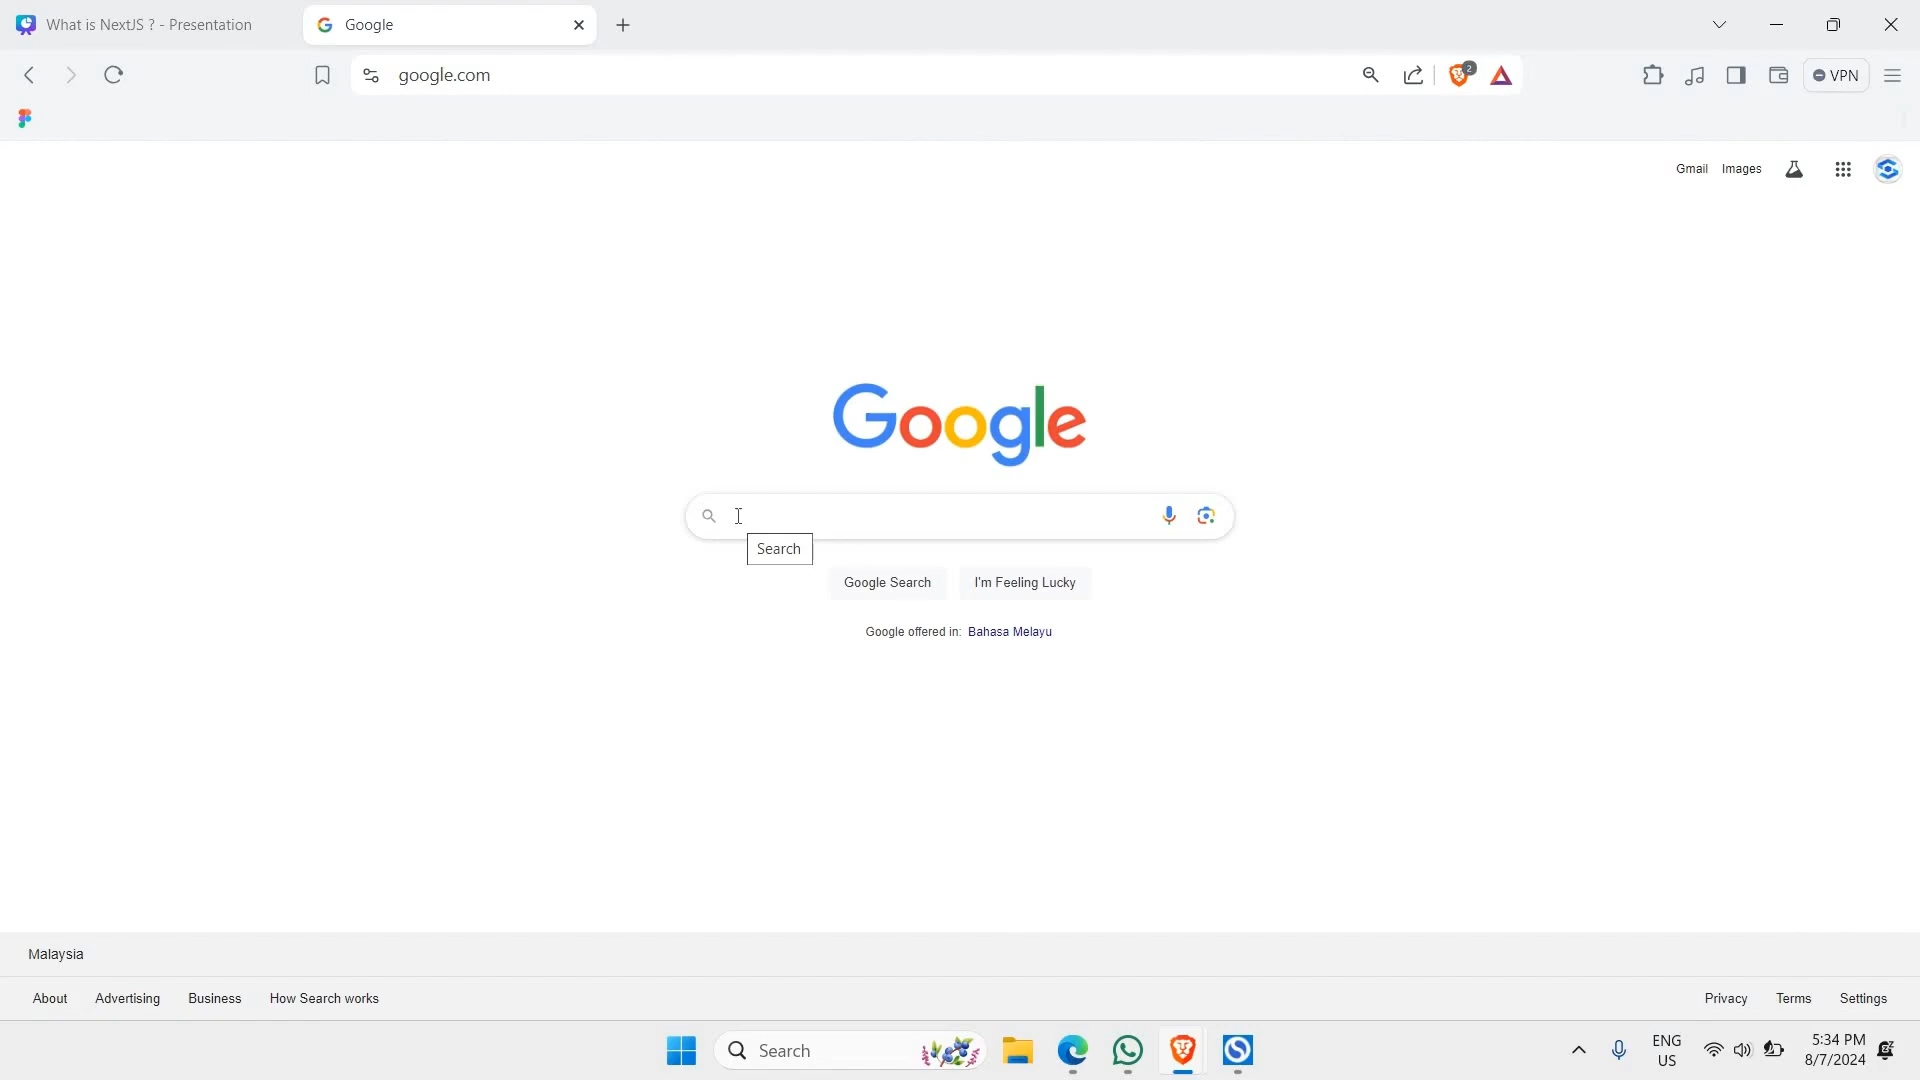 What is NextJS ? - Presentation
Google
google.com
2
VPN
Gmail Images
Google
Search
Google Search I'm Feeling Lucky
Google offered in: Bahasa Melayu
Malaysia
About Advertising Business How Search works
Privacy Terms Settings
Search
ENG
US
5:34 PM
8/7/2024